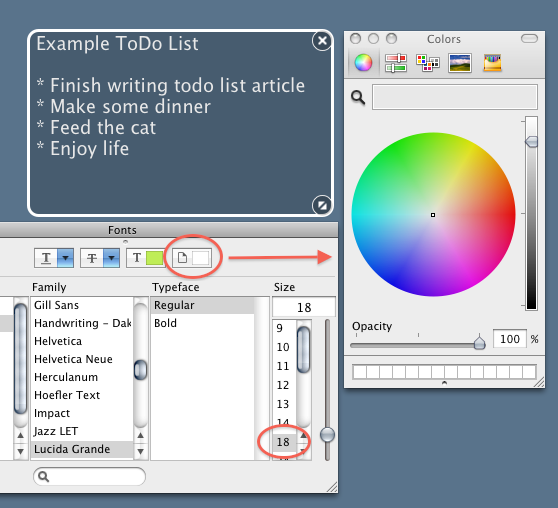 Example ToDo List
* Finish writing todo list article
* Make some dinner
* Feed the cat
* Enjoy life
Colors
Opacity
100 %
Fonts
T
T
T
Family
Typeface
Size
Gill Sans
Handwriting – Dak
Helvetica
Helvetica Neue
Herculanum
Hoefler Text
Impact
Jazz LET
Lucida Grande
Regular
Bold
18
9
10
11
12
13
14
18